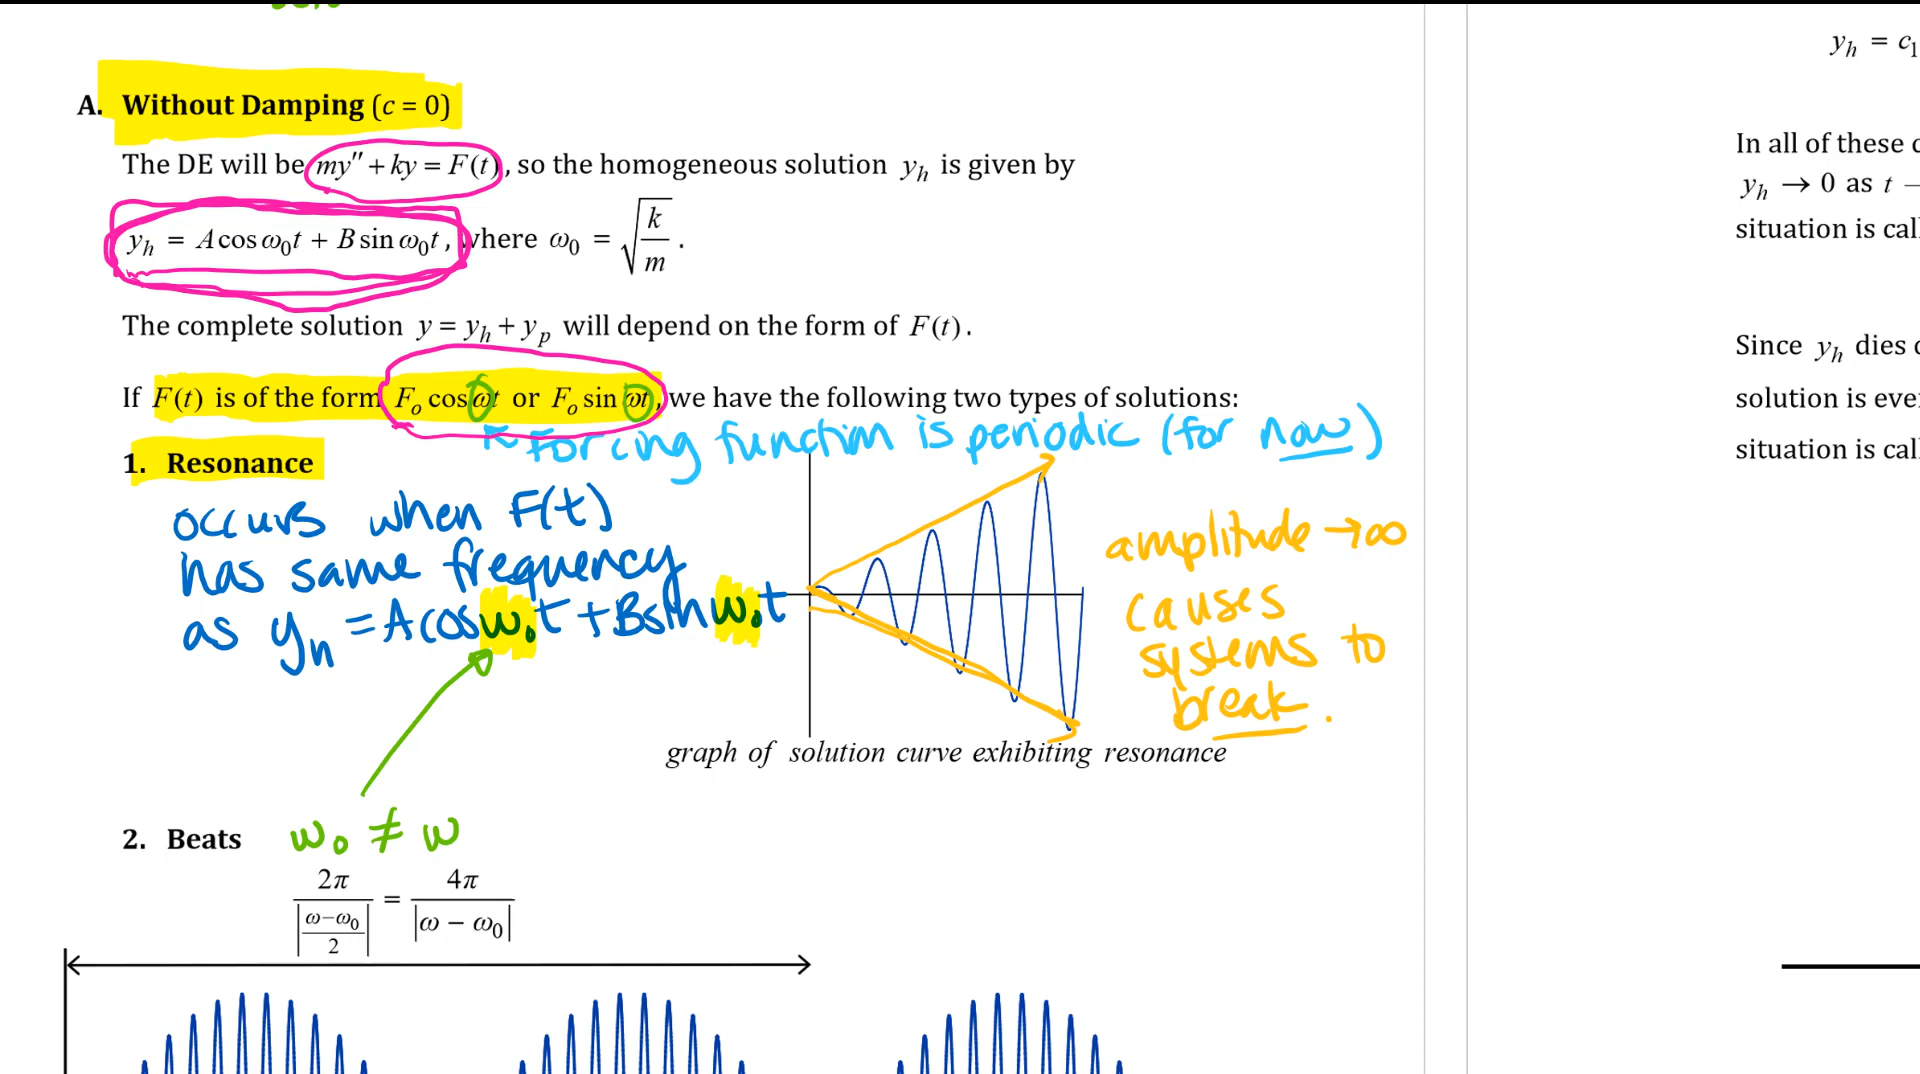 A. Without Damping (c = 0)
The DE will be my″ + ky = F(t), so the homogeneous solution y_h is given by
y_h = A cos ω₀t + B sin ω₀t, where ω₀ = √(k/m).
The complete solution y = y_h + y_p will depend on the form of F(t).
If F(t) is of the form F_o cos ωt or F_o sin ωt, we have the following two types of solutions:
↖ Forcing function is periodic (for now)
1. Resonance
occurs when F(t)
has same frequency
as y_h = A cos ω₀t + B sin ω₀t
amplitude → ∞
causes
systems to
break.
graph of solution curve exhibiting resonance
2. Beats ω₀ ≠ ω
2π/|(ω−ω₀)/2| = 4π/|ω − ω₀|
y_h = c₁
In all of these
y_h → 0 as t
situation is
Since y_h dies
solution is
situation is